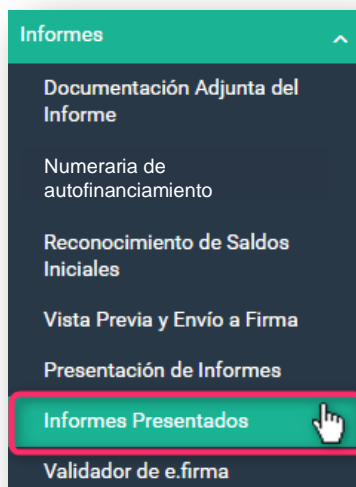 Informes
Documentación Adjunta del
Informe
Numeraria de
autofinanciamiento
Reconocimiento de Saldos
Iniciales
Vista Previa y Envío a Firma
Presentación de Informes
Informes Presentados
Validador de e.firma